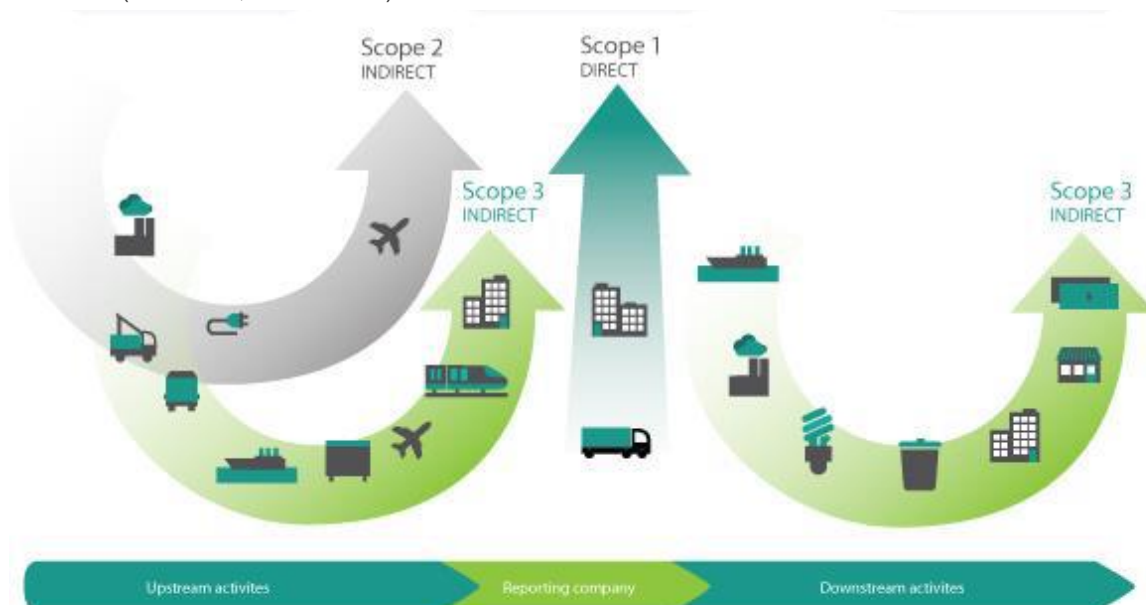 Scope 2
INDIRECT
Scope 1
DIRECT
Scope 3
INDIRECT
Scope 3
INDIRECT
Upstream activites
Reporting company
Downstream activites